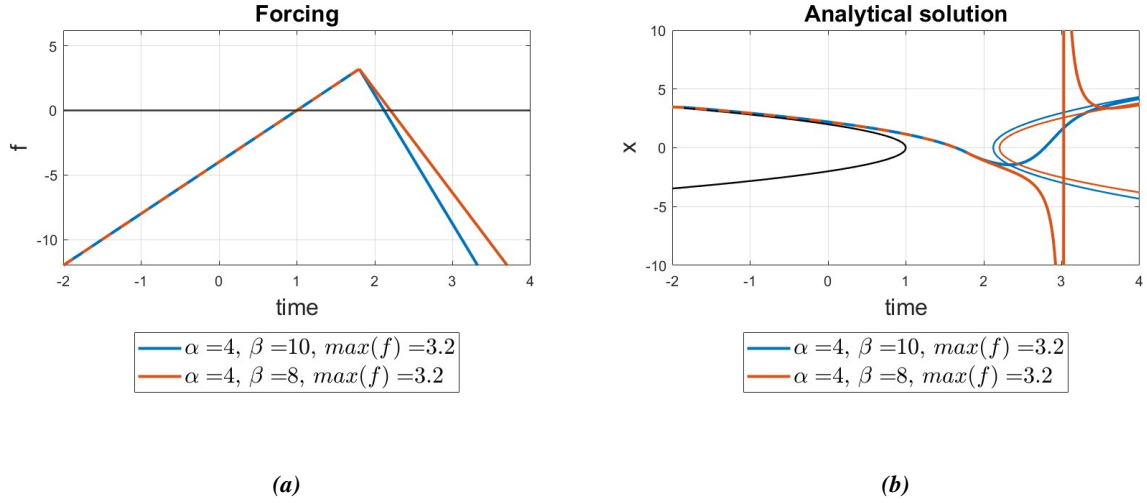 Forcing
5
0
-5
-10
f
-2 -1 0 1 2 3 4
time
α =4, β =10, max(f) =3.2
α =4, β =8, max(f) =3.2
(a)
Analytical solution
10
5
0
-5
-10
x
-2 -1 0 1 2 3 4
time
α =4, β =10, max(f) =3.2
α =4, β =8, max(f) =3.2
(b)